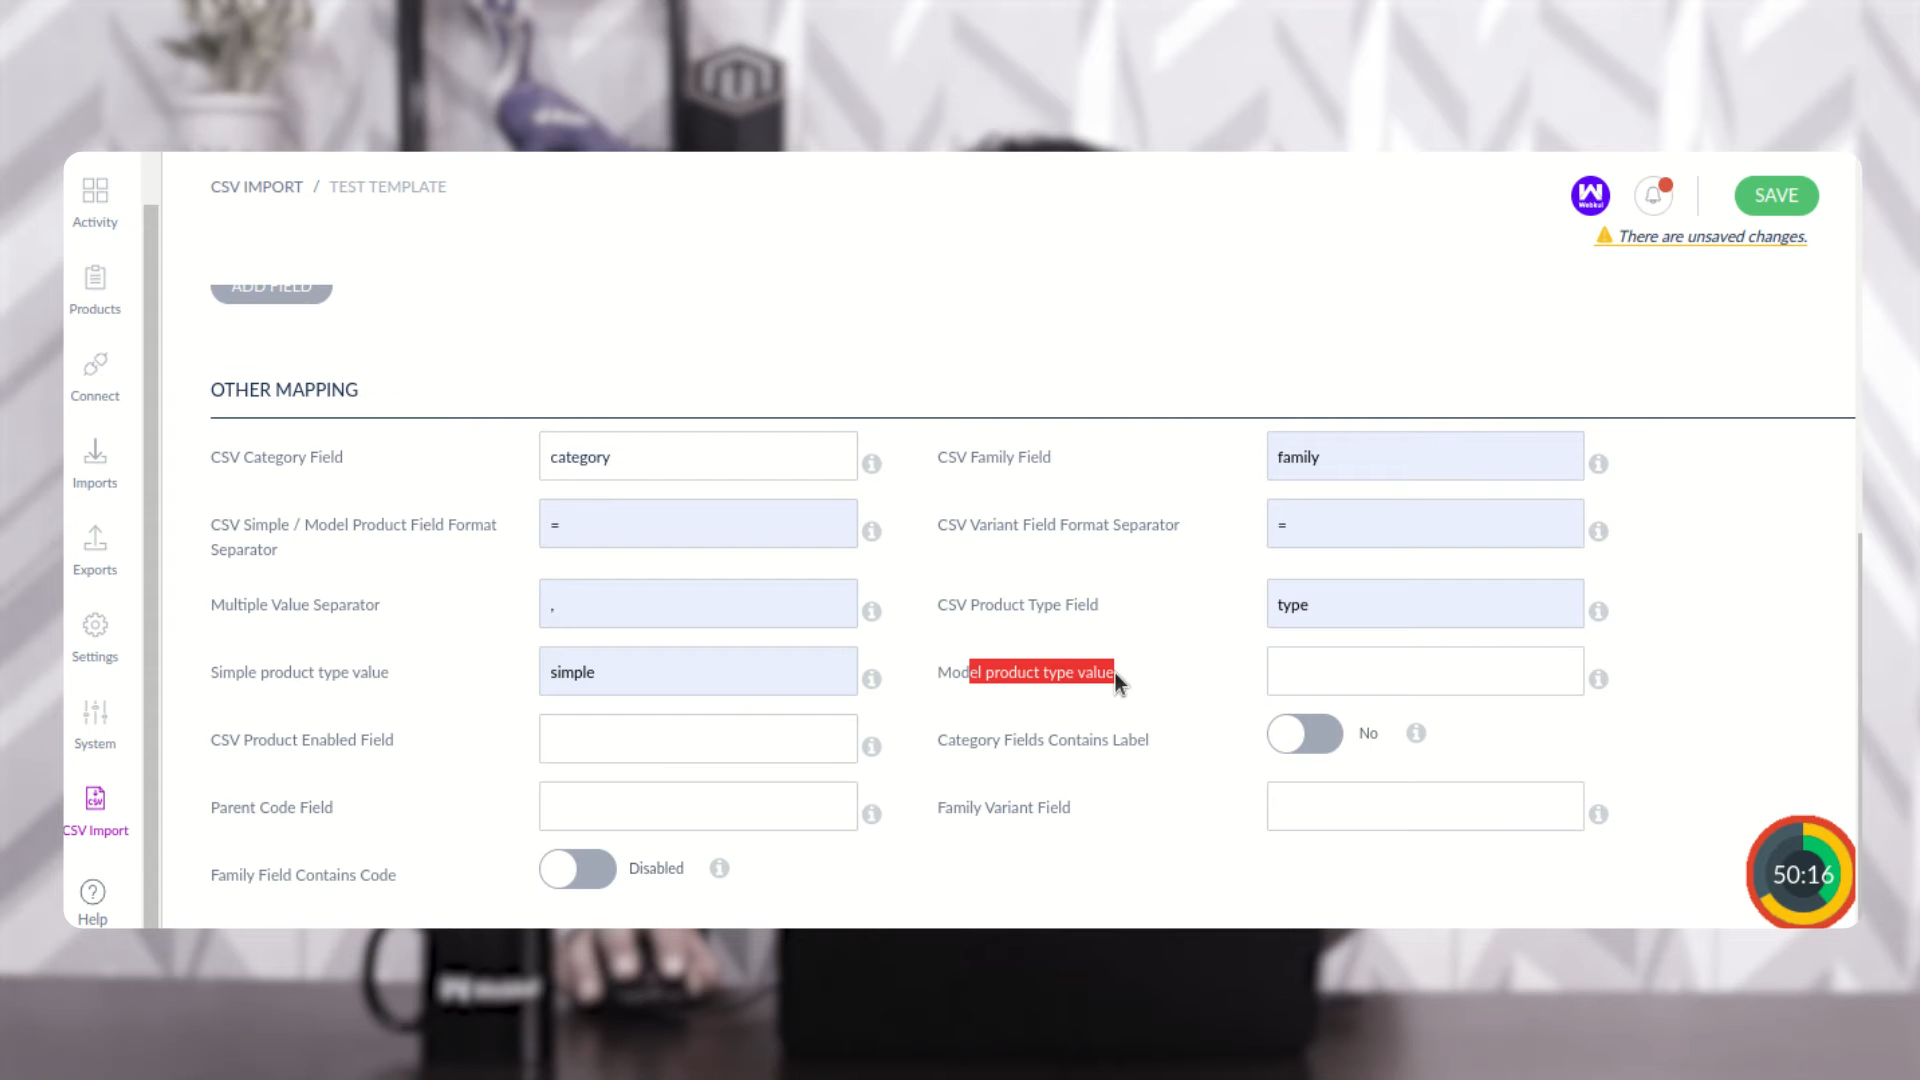 CSV IMPORT / TEST TEMPLATE
Webkul
SAVE
There are unsaved changes.
Activity
Products
Connect
Imports
Exports
Settings
System
CSV
CSV Import
Help
ADD FIELD
OTHER MAPPING
CSV Category Field category CSV Family Field family
CSV Simple / Model Product Field Format Separator = CSV Variant Field Format Separator =
Multiple Value Separator , CSV Product Type Field type
Simple product type value simple Model product type value
CSV Product Enabled Field Category Fields Contains Label No
Parent Code Field Family Variant Field
Family Field Contains Code Disabled
50:16